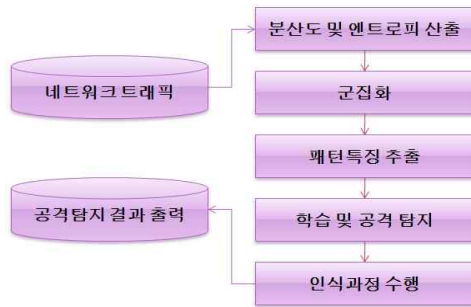 분산도 및 엔트로피 산출
네트워크 트래픽
군집화
패턴특징 추출
공격탐지 결과 출력
학습 및 공격 탐지
인식과정 수행